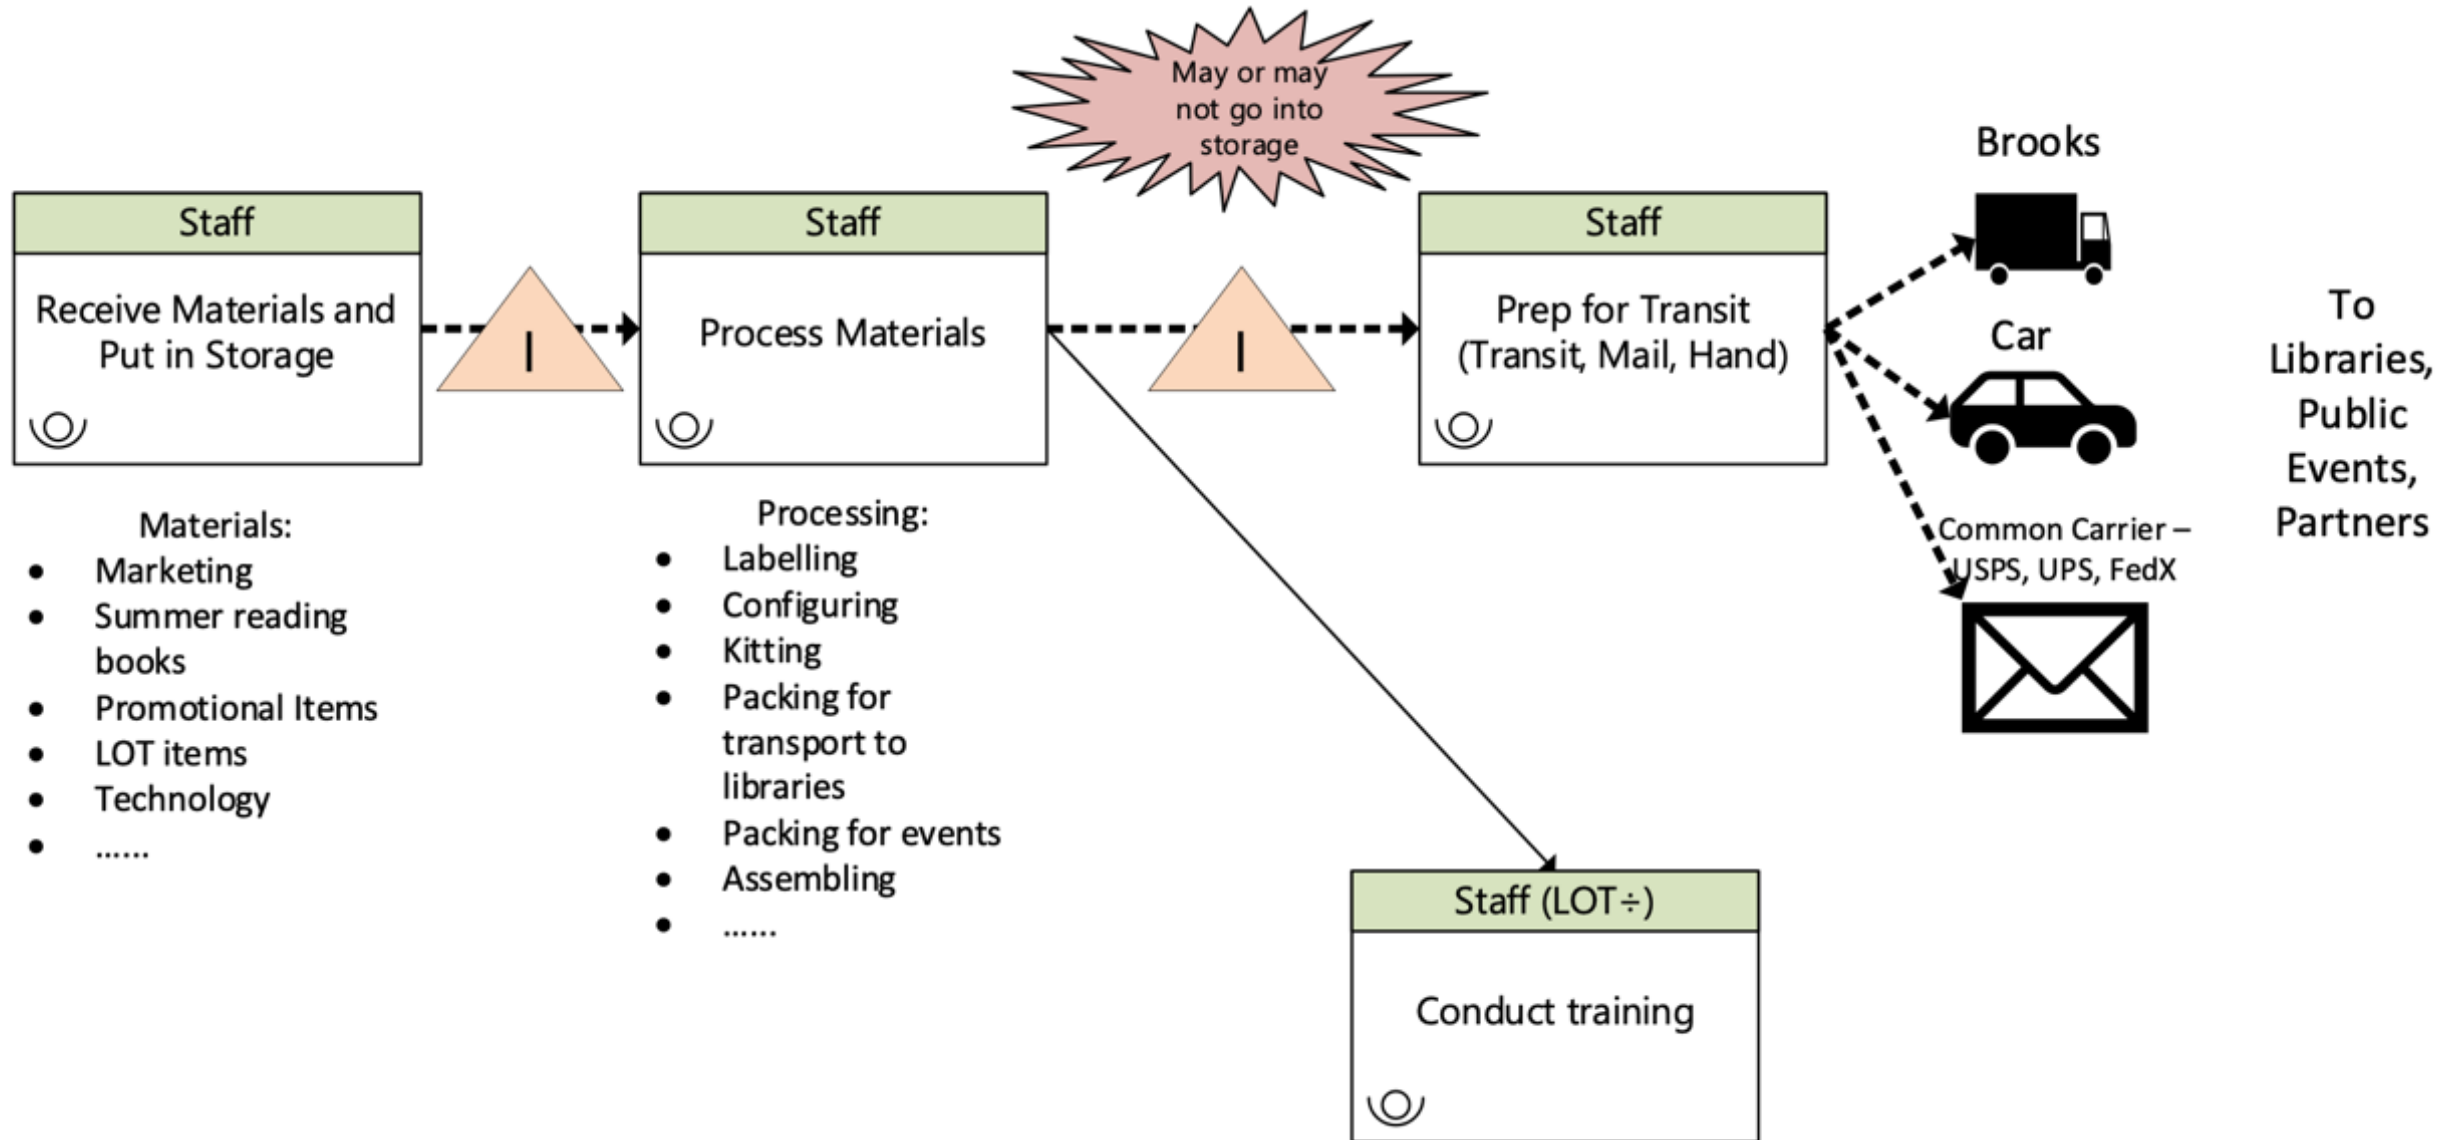 May or may
not go into
storage
Staff
Receive Materials and
Put in Storage
I
Staff
Process Materials
I
Staff
Prep for Transit
(Transit, Mail, Hand)
Brooks
Car
Common Carrier –
USPS, UPS, FedX
To
Libraries,
Public
Events,
Partners
Materials:
• Marketing
• Summer reading
books
• Promotional Items
• LOT items
• Technology
• ......
Processing:
• Labelling
• Configuring
• Kitting
• Packing for
transport to
libraries
• Packing for events
• Assembling
• ......
Staff (LOT÷)
Conduct training